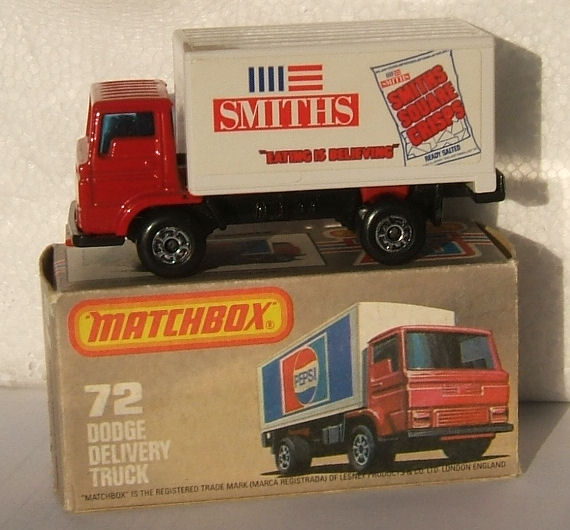 SMITHS
"EATING IS BELIEVING"
SMITHS
SMITHS
SQUARE
CRISPS
READY SALTED
MATCHBOX®
PEPSI
72
DODGE
DELIVERY
TRUCK
"MATCHBOX" IS THE REGISTERED TRADE MARK (MARCA REGISTRADA) OF LESNEY PRODUCTS & CO. LTD. LONDON ENGLAND